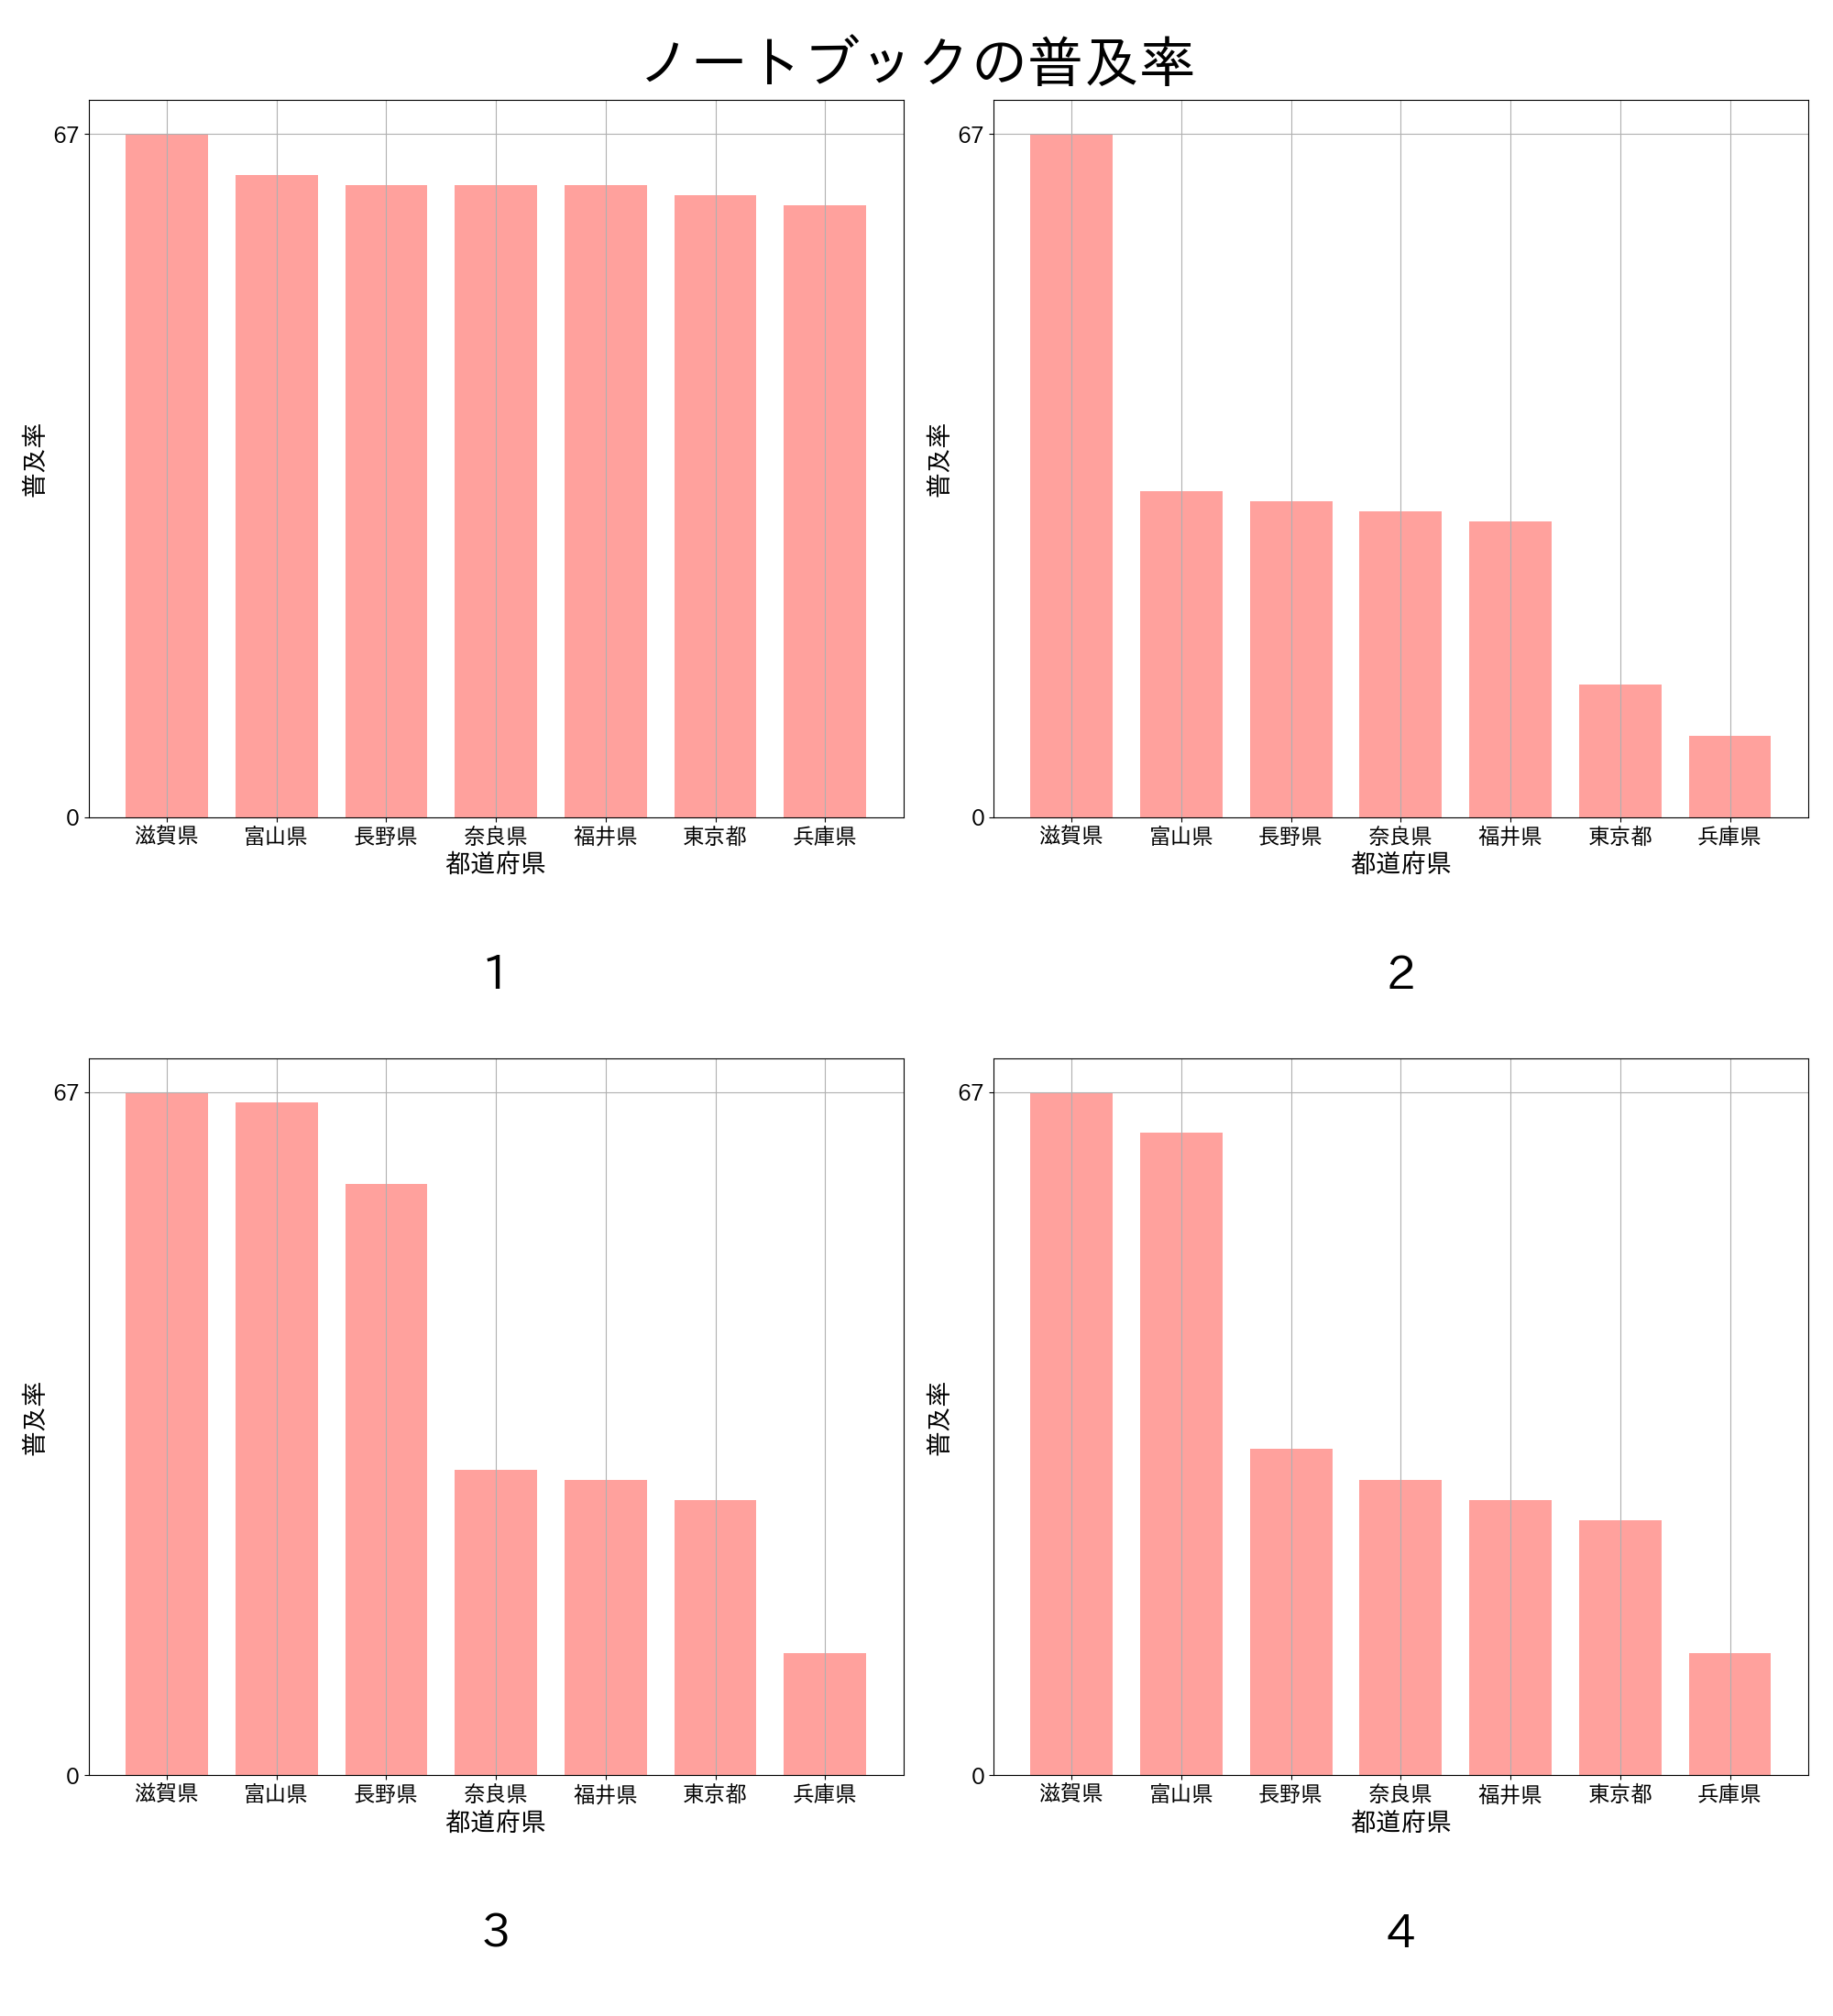 ノートブックの普及率
67
0
普及率
滋賀県 富山県 長野県 奈良県 福井県 東京都 兵庫県
都道府県
1
67
0
普及率
滋賀県 富山県 長野県 奈良県 福井県 東京都 兵庫県
都道府県
2
67
0
普及率
滋賀県 富山県 長野県 奈良県 福井県 東京都 兵庫県
都道府県
3
67
0
普及率
滋賀県 富山県 長野県 奈良県 福井県 東京都 兵庫県
都道府県
4